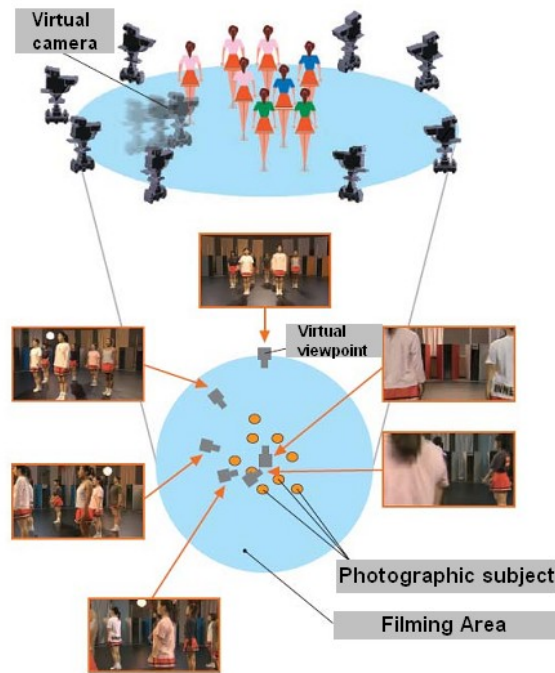 Virtual
camera
Virtual
viewpoint
Photographic subject
Filming Area